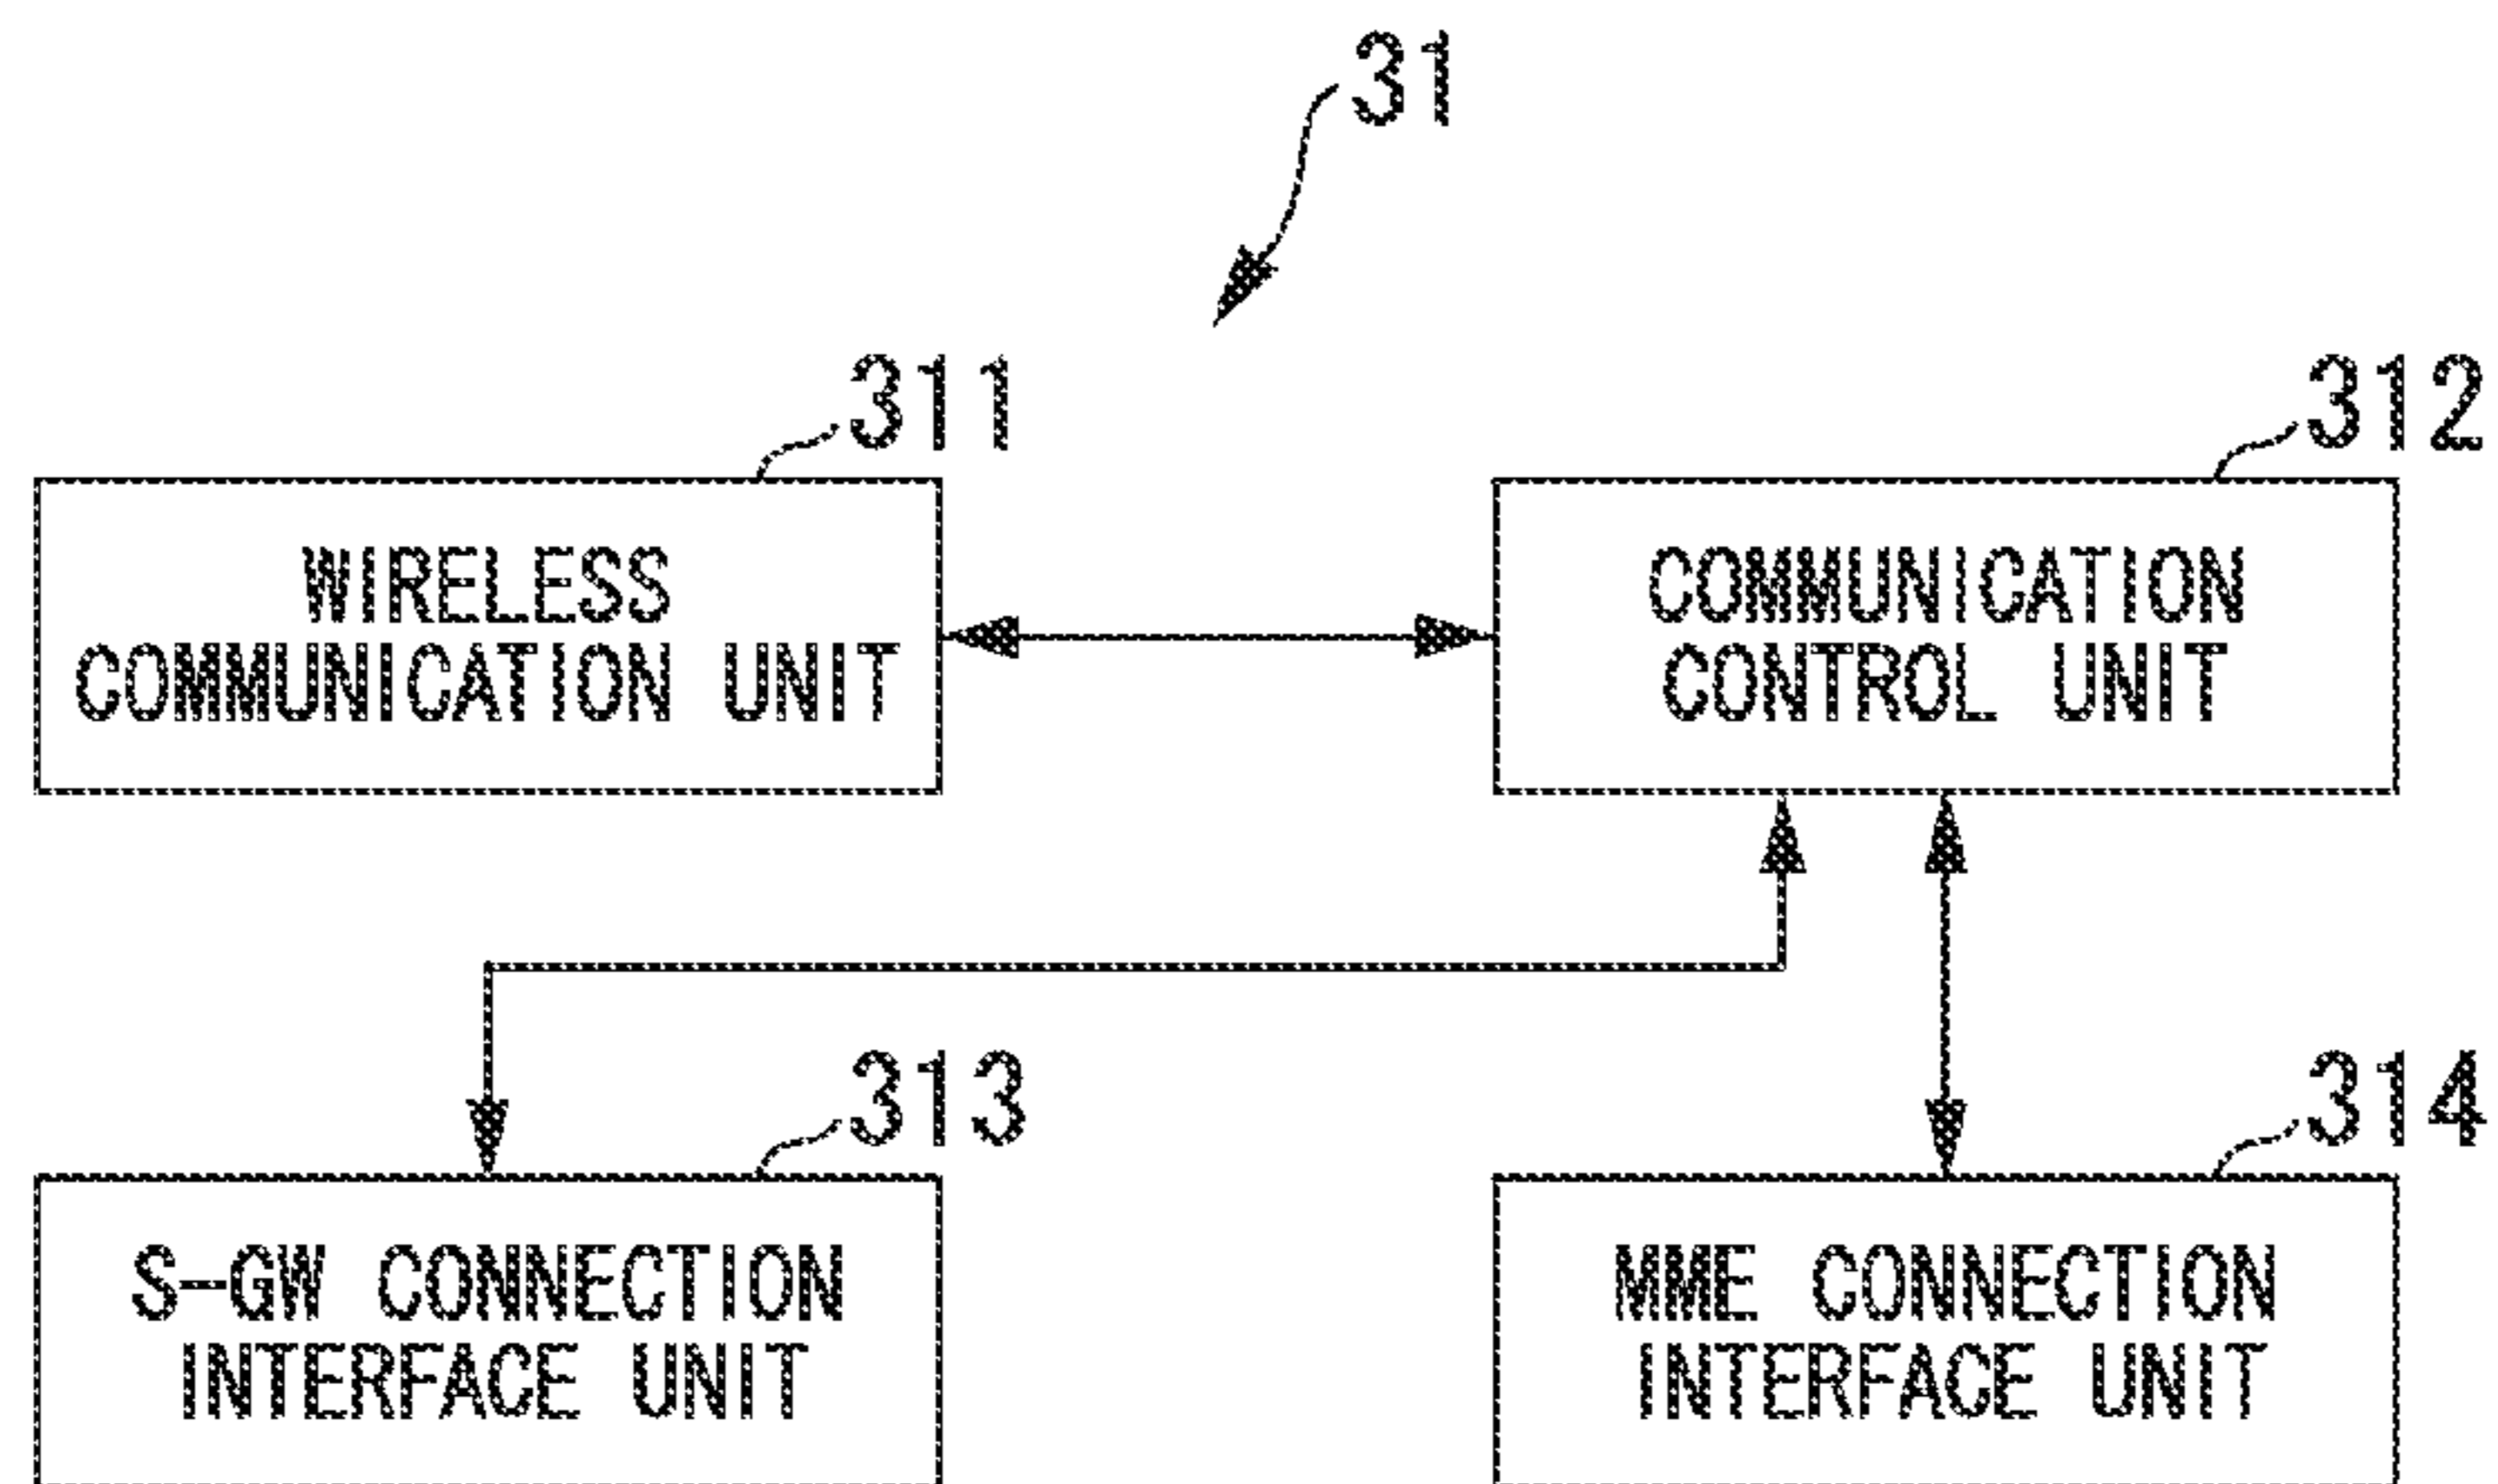 31
311
312
WIRELESS
COMMUNICATION UNIT
COMMUNICATION
CONTROL UNIT
313
314
S-GW CONNECTION
INTERFACE UNIT
MME CONNECTION
INTERFACE UNIT